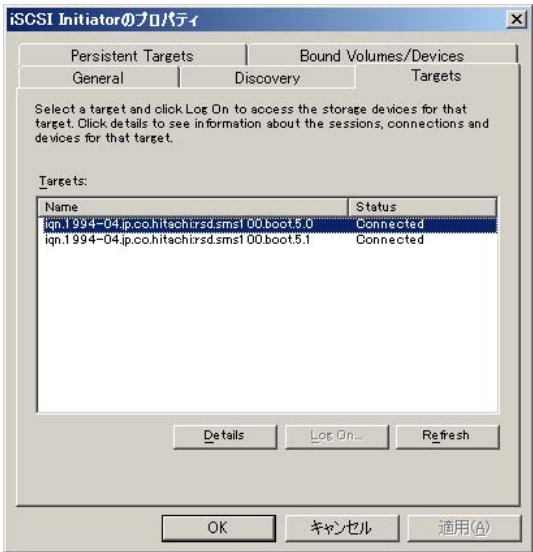 iSCSI Initiatorのプロパティ
Persistent Targets Bound Volumes/Devices
General Discovery Targets
Select a target and click Log On to access the storage devices for that
target. Click details to see information about the sessions, connections and
devices for that target.
Targets:
Name Status
iqn.1994-04.jp.co.hitachi:rsd.sms100.boot.5.0 Connected
iqn.1994-04.jp.co.hitachi:rsd.sms100.boot.5.1 Connected
Details Log On... Refresh
OK キャンセル 適用(A)